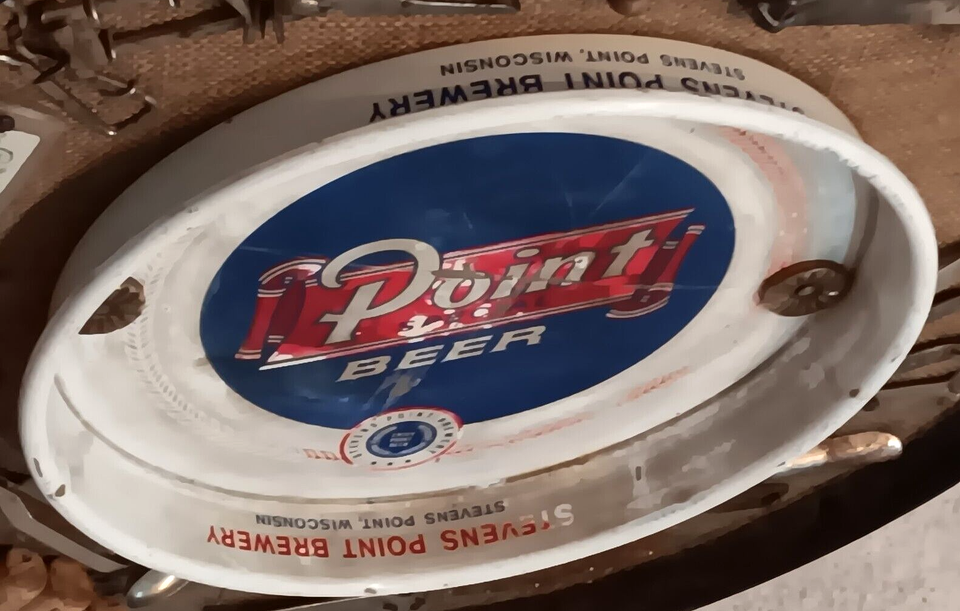 STEVENS POINT, WISCONSIN
STEVENS POINT BREWERY
Point
BEER
STEVENS POINT BREWERY
STEVENS POINT, WISCONSIN